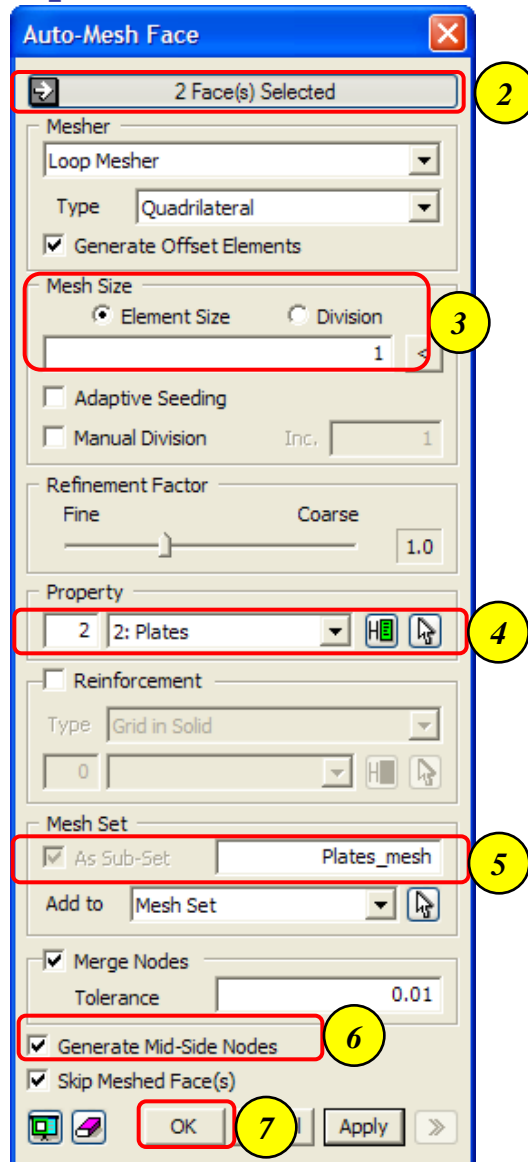 Auto-Mesh Face
2 Face(s) Selected 2
Mesher
Loop Mesher
Type Quadrilateral
Generate Offset Elements
Mesh Size
Element Size Division 3
1 <
Adaptive Seeding
Manual Division Inc. 1
Refinement Factor
Fine Coarse
1.0
Property
2 2: Plates 4
Reinforcement
Type Grid in Solid
0
Mesh Set
As Sub-Set Plates_mesh 5
Add to Mesh Set
Merge Nodes
Tolerance 0.01
Generate Mid-Side Nodes 6
Skip Meshed Face(s)
OK 7 Apply >>